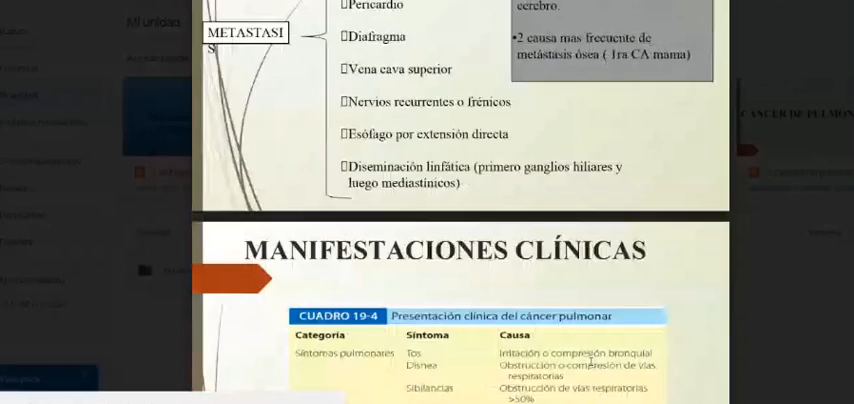 Mi unidad
Pericardio
cerebro.
METASTASI
S
Diafragma
•2 causa mas frecuente de
metástasis ósea ( 1ra CA mama)
Vena cava superior
Nervios recurrentes o frénicos
CANCER DE PULMON
Esófago por extensión directa
Diseminación linfática (primero ganglios hiliares y
luego mediastínicos)
MANIFESTACIONES CLÍNICAS
CUADRO 19-4 Presentación clínica del cáncer pulmonar
Categoría Síntoma Causa
Síntomas pulmonares Tos Irritación o compresión bronquial
Disnea Obstrucción o compresión de vías
respiratorias
Sibilancias Obstrucción de vías respiratorias
>50%